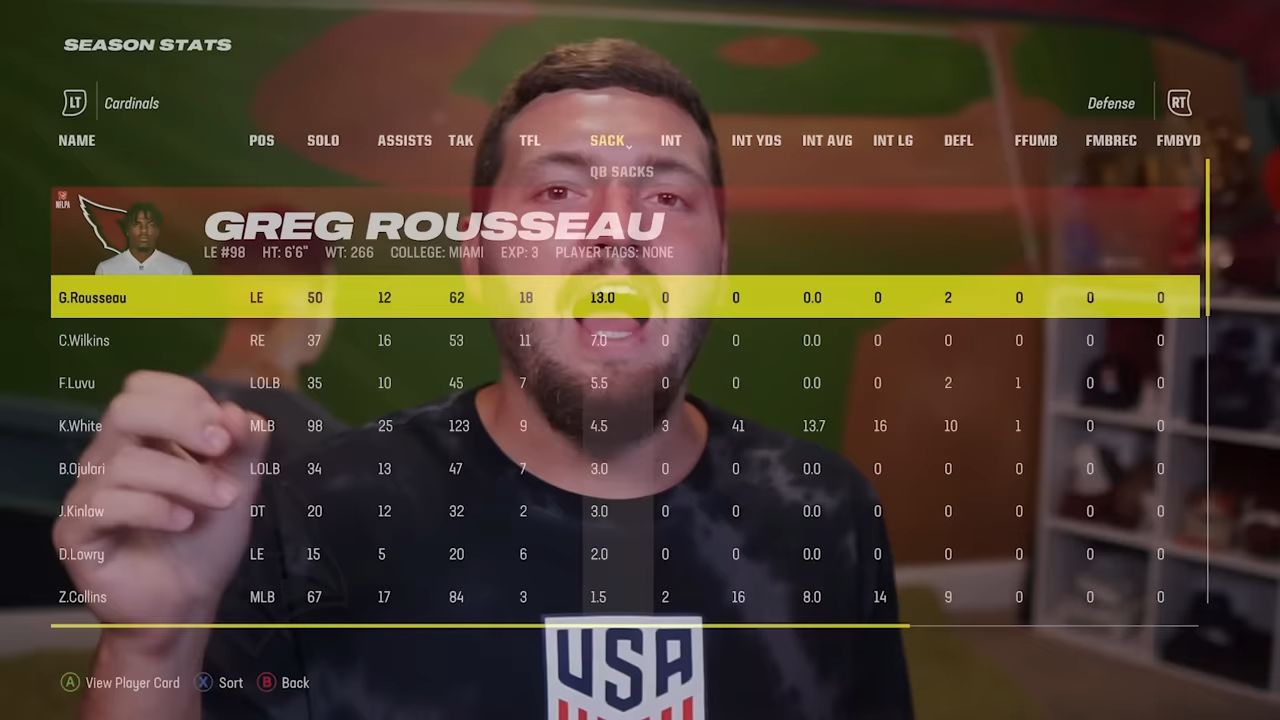 SEASON STATS
LT Cardinals Defense RT
NAME POS SOLO ASSISTS TAK TFL SACK INT INT YDS INT AVG INT LG DEFL FFUMB FMBREC FMBYD
QB SACKS
NFLPA
GREG ROUSSEAU
LE #98 HT: 6'6" WT: 266 COLLEGE: MIAMI EXP: 3 PLAYER TAGS: NONE
G.Rousseau LE 50 12 62 18 13.0 0 0 0.0 0 2 0 0 0
C.Wilkins RE 37 16 53 11 7.0 0 0 0.0 0 0 0 0 0
F.Luvu LOLB 35 10 45 7 5.5 0 0 0.0 0 2 1 0 0
K.White MLB 98 25 123 9 4.5 3 41 13.7 16 10 1 0 0
B.Ojulari LOLB 34 13 47 7 3.0 0 0 0.0 0 0 0 0 0
J.Kinlaw DT 20 12 32 2 3.0 0 0 0.0 0 0 0 0 0
D.Lowry LE 15 5 20 6 2.0 0 0 0.0 0 0 0 0 0
Z.Collins MLB 67 17 84 3 1.5 2 16 8.0 14 9 0 0 0
USA
A View Player Card X Sort B Back